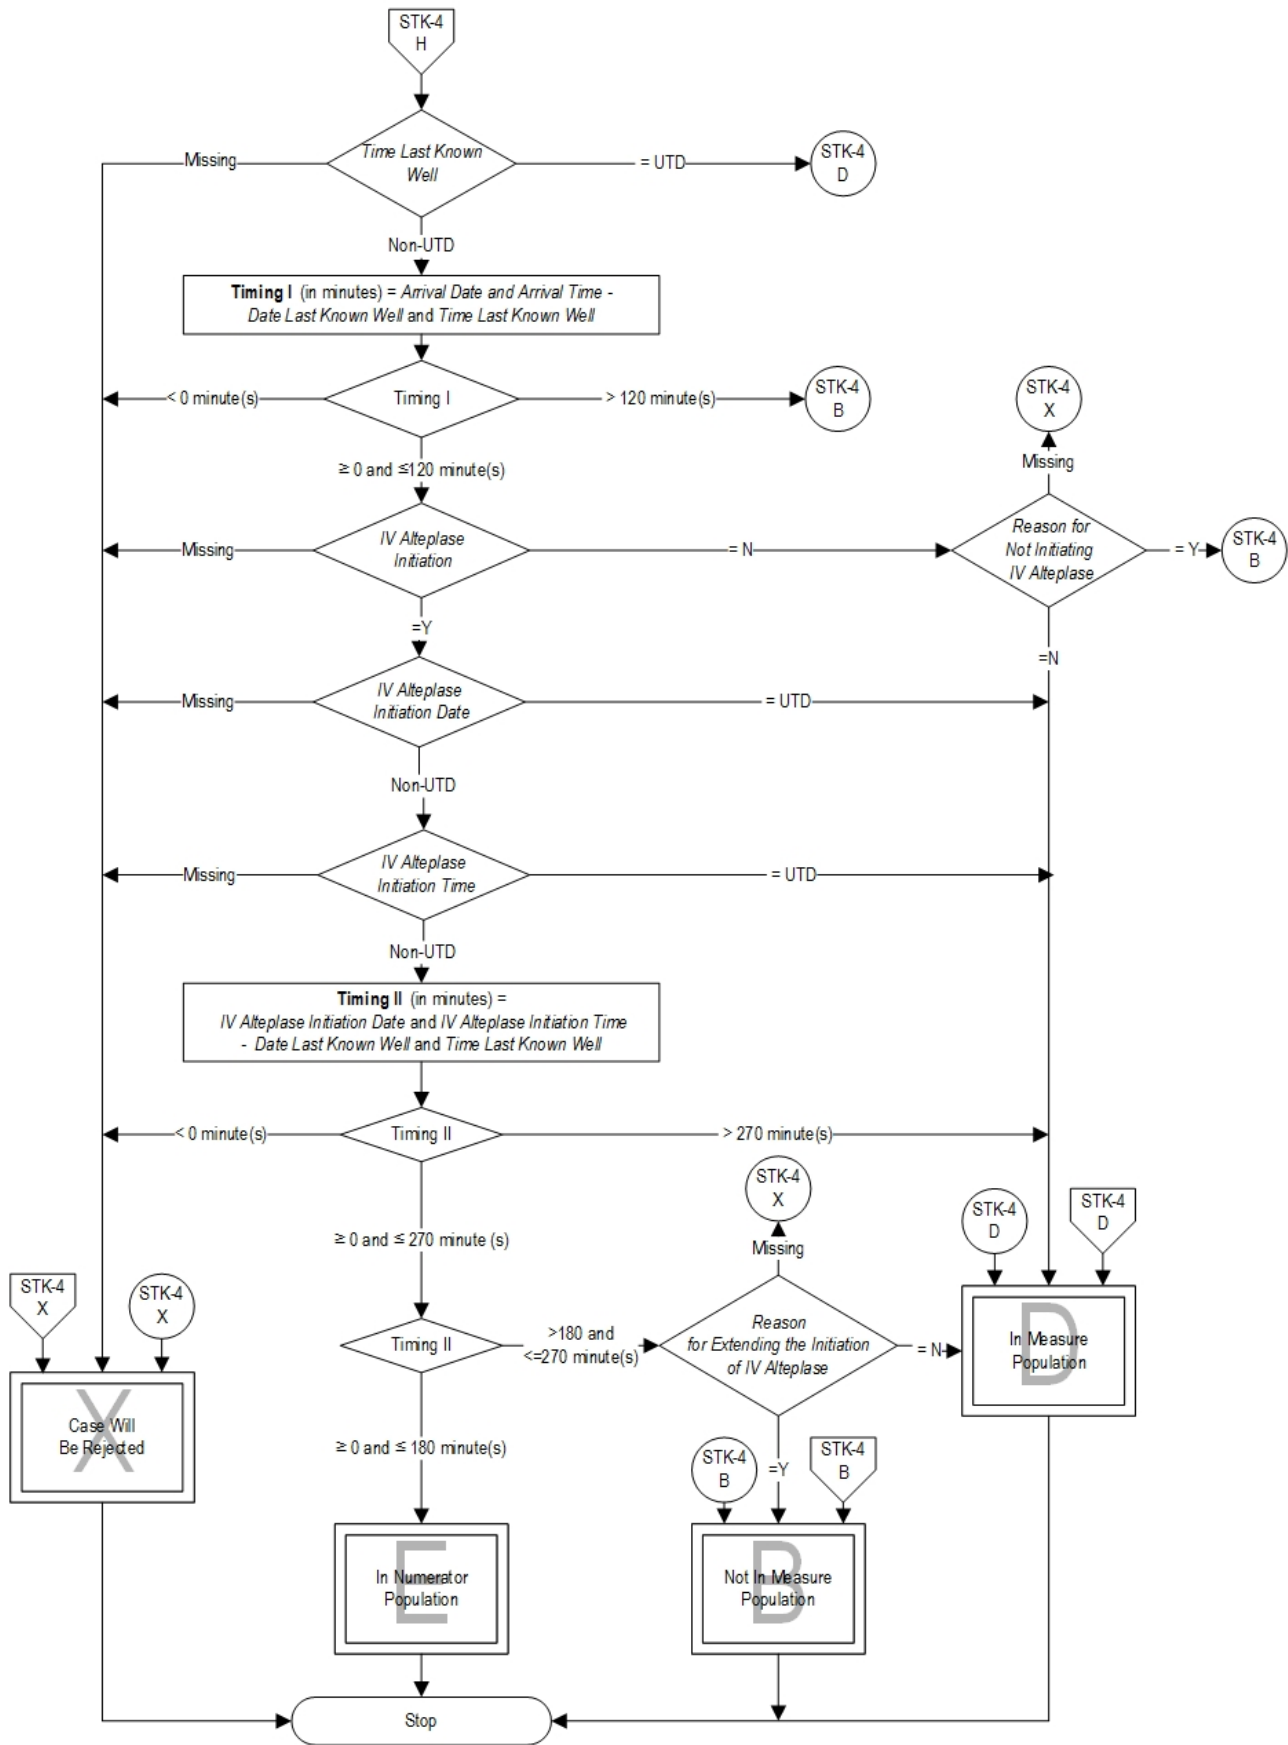 STK-4
H
Time Last Known
Well
Missing
= UTD
STK-4
D
Non-UTD
Timing I (in minutes) = Arrival Date and Arrival Time -
Date Last Known Well and Time Last Known Well
< 0 minute(s)
Timing I
> 120 minute(s)
STK-4
B
STK-4
X
Missing
≥ 0 and ≤120 minute(s)
Missing
IV Alteplase
Initiation
= N
Reason for
Not Initiating
IV Alteplase
= Y
STK-4
B
=Y
=N
Missing
IV Alteplase
Initiation Date
= UTD
Non-UTD
Missing
IV Alteplase
Initiation Time
= UTD
Non-UTD
Timing II (in minutes) =
IV Alteplase Initiation Date and IV Alteplase Initiation Time
- Date Last Known Well and Time Last Known Well
< 0 minute(s)
Timing II
> 270 minute(s)
STK-4
X
Missing
STK-4
D
STK-4
D
≥ 0 and ≤ 270 minute (s)
STK-4
X
STK-4
X
Timing II
>180 and
<=270 minute(s)
Reason
for Extending the Initiation
of IV Alteplase
= N
D
In Measure
Population
X
Case Will
Be Rejected
≥ 0 and ≤ 180 minute(s)
STK-4
B
=Y
STK-4
B
E
In Numerator
Population
B
Not In Measure
Population
Stop